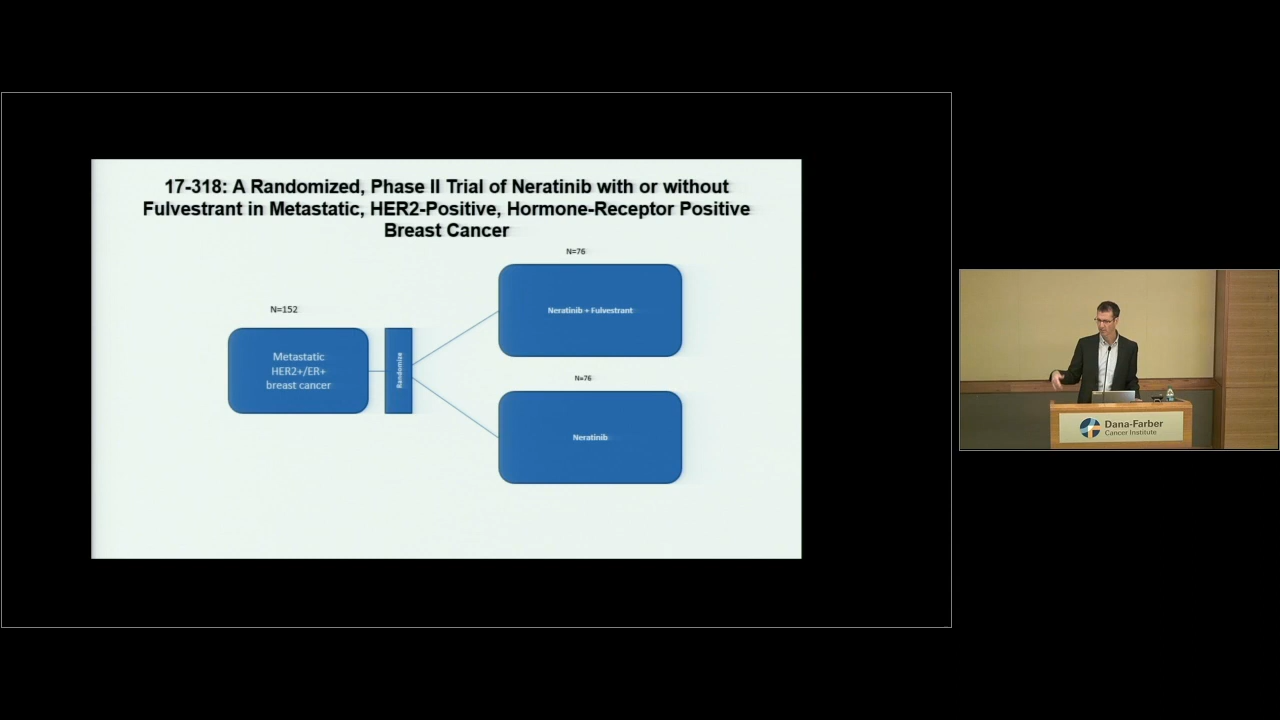 17-318: A Randomized, Phase II Trial of Neratinib with or without
Fulvestrant in Metastatic, HER2-Positive, Hormone-Receptor Positive
Breast Cancer
N=152
Metastatic
HER2+/ER+
breast cancer
Randomize
N=76
Neratinib + Fulvestrant
N=76
Neratinib
Dana-Farber
Cancer Institute